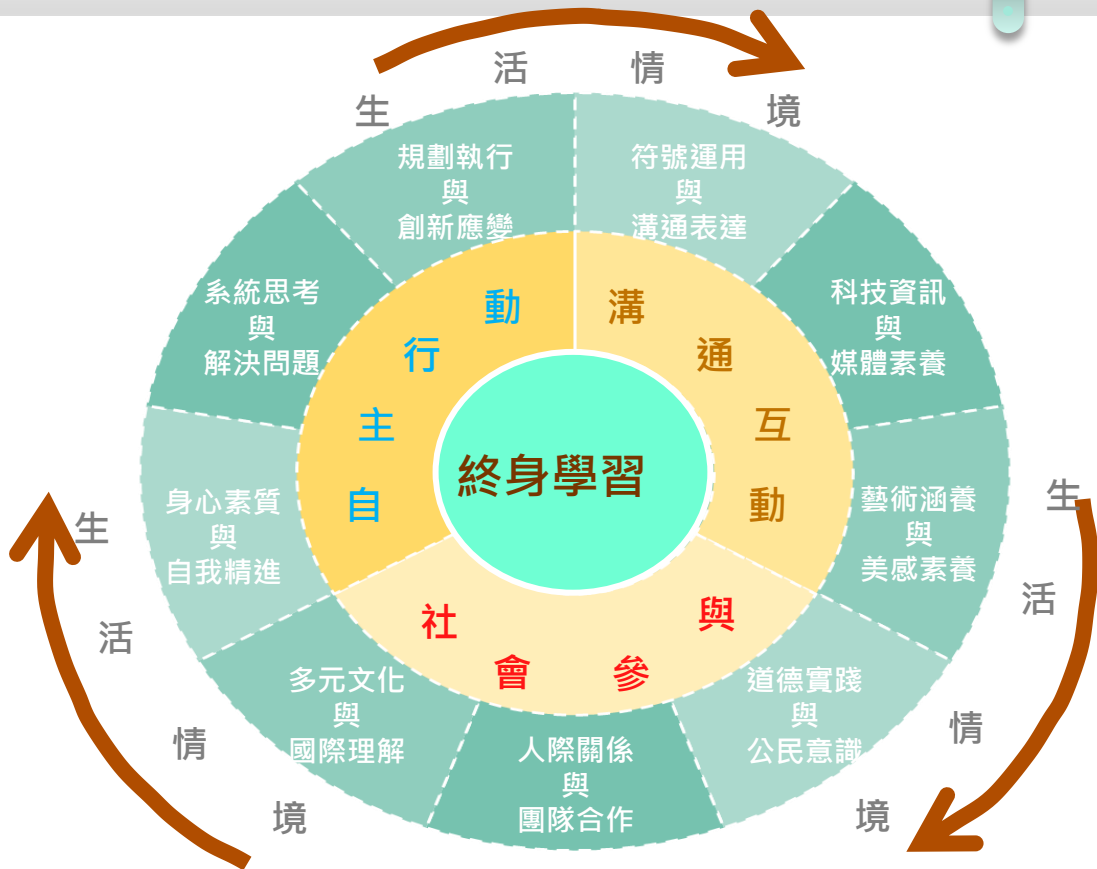 生活情境
規劃執行
與
創新應變
符號運用
與
溝通表達
系統思考
與
解決問題
科技資訊
與
媒體素養
自主行動
溝通互動
終身學習
身心素質
與
自我精進
藝術涵養
與
美感素養
生活情境
生活情境
社會參與
多元文化
與
國際理解
人際關係
與
團隊合作
道德實踐
與
公民意識